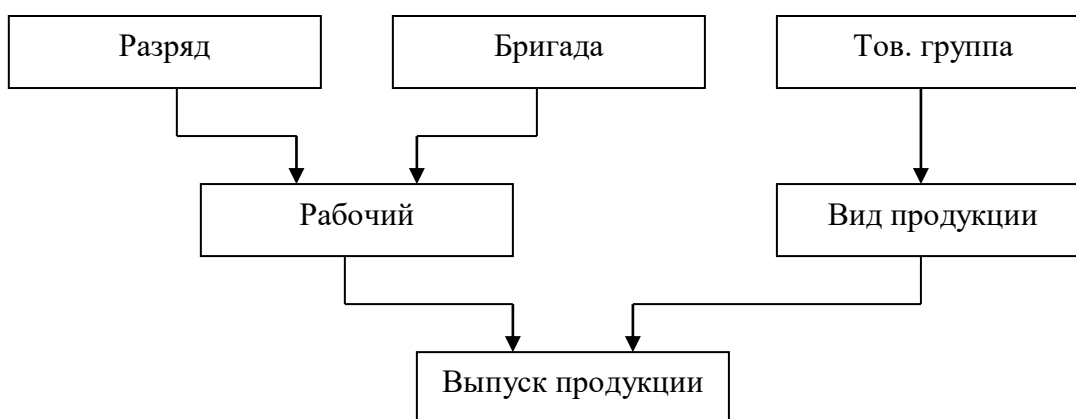 Разряд
Бригада
Тов. группа
Рабочий
Вид продукции
Выпуск продукции